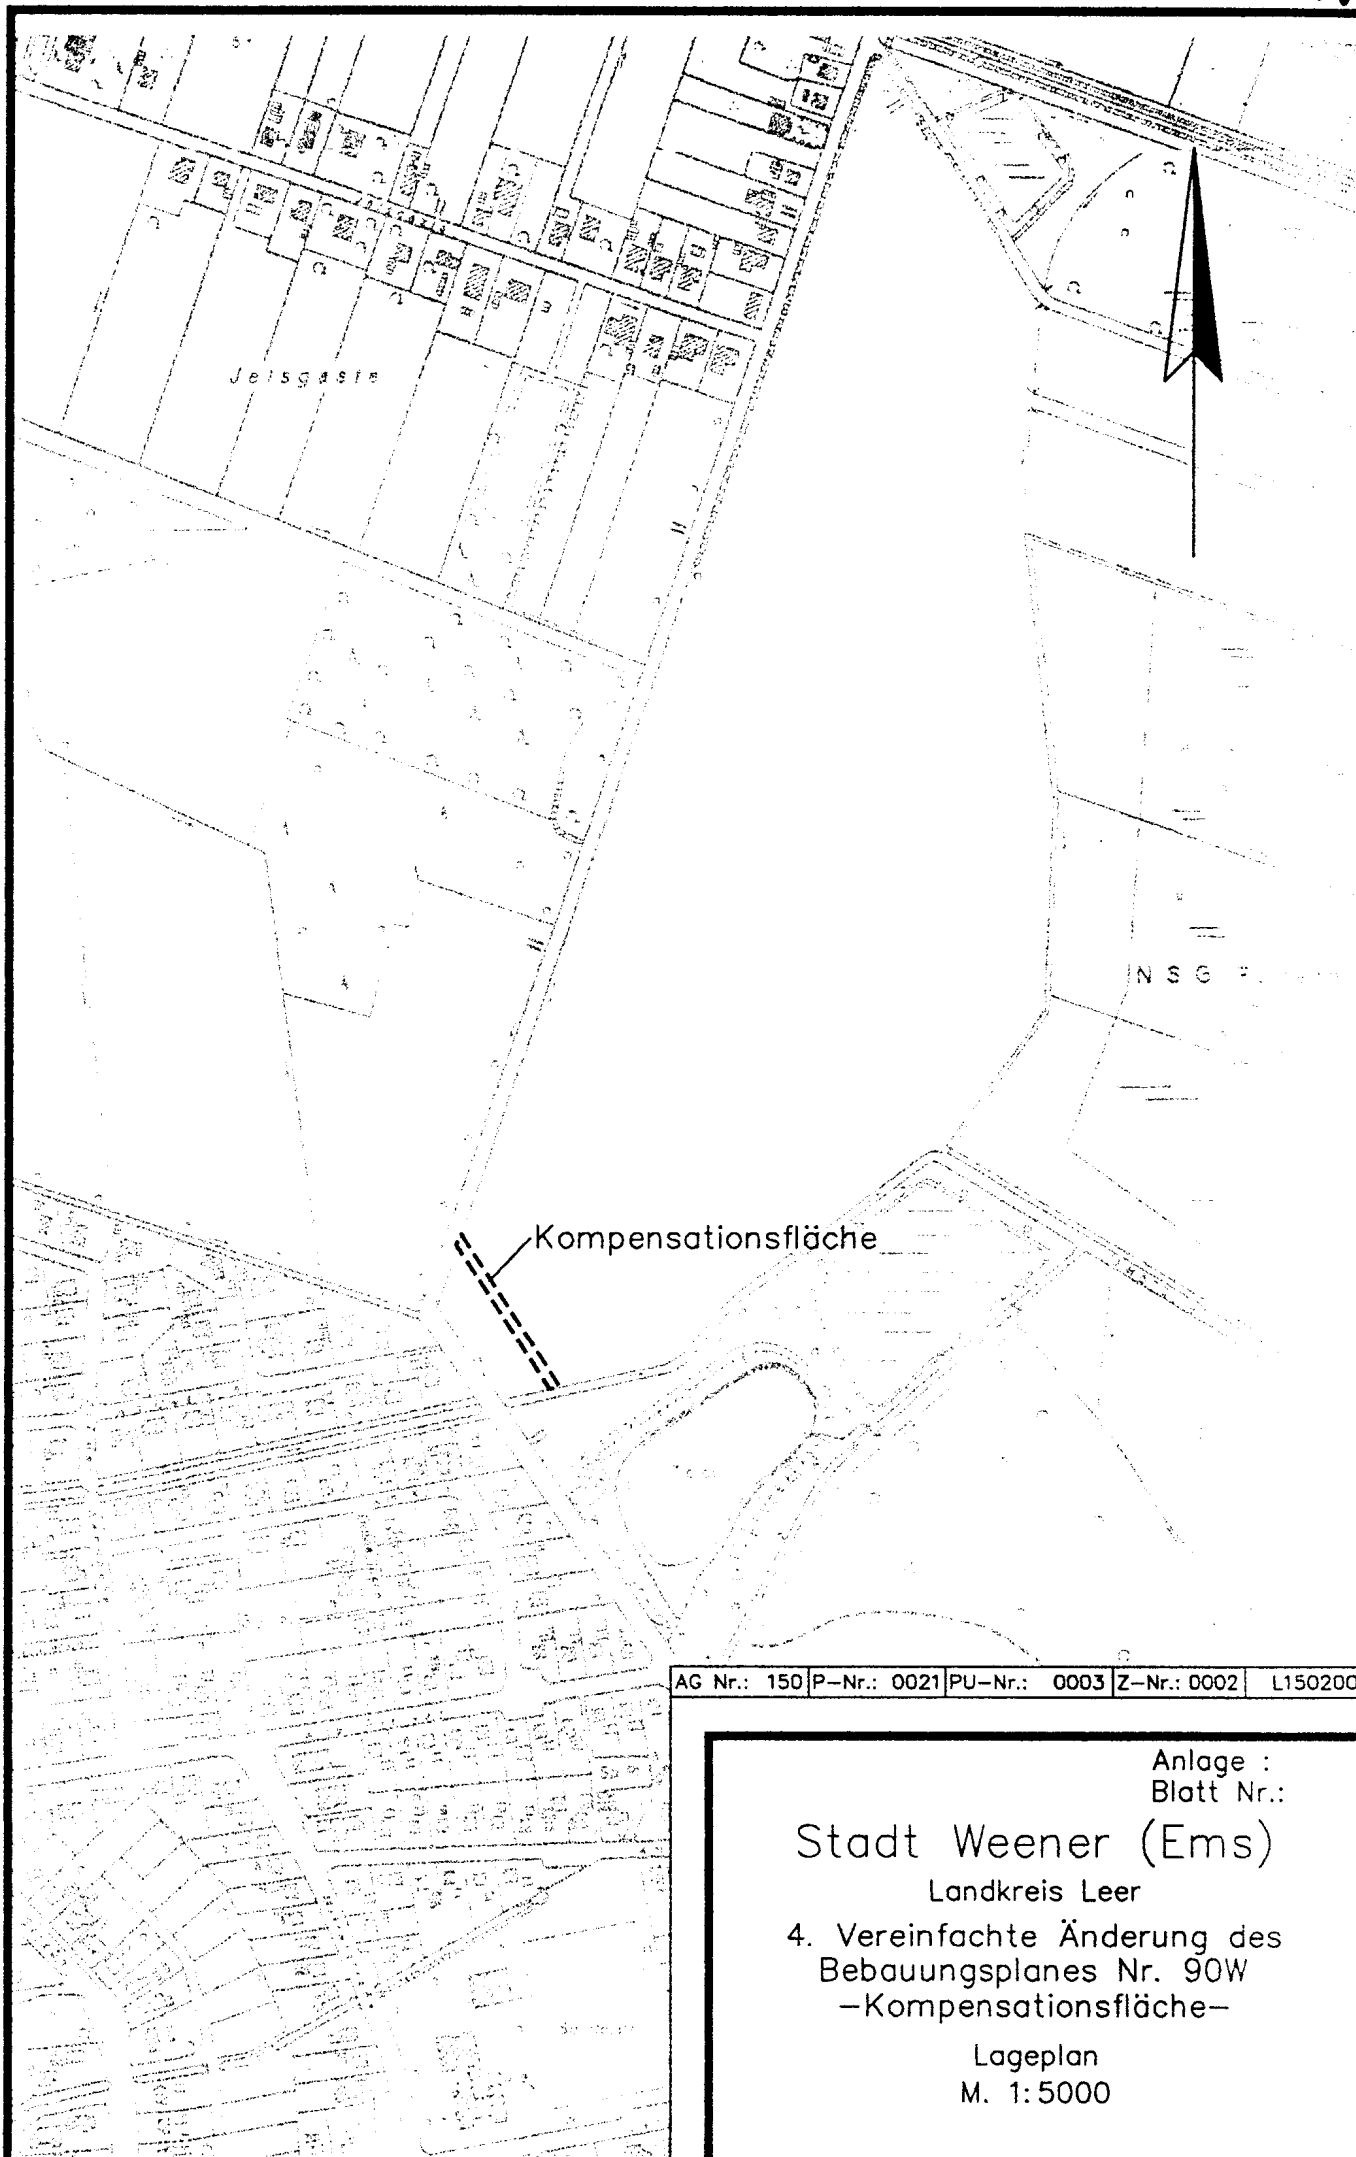 Jelsgaste
N S G
Kompensationsfläche
AG Nr.: 150 P-Nr.: 0021 PU-Nr.: 0003 Z-Nr.: 0002 L150200
Anlage :
Blatt Nr.:
Stadt Weener (Ems)
Landkreis Leer
4. Vereinfachte Änderung des
Bebauungsplanes Nr. 90W
-Kompensationsfläche-
Lageplan
M. 1:5000